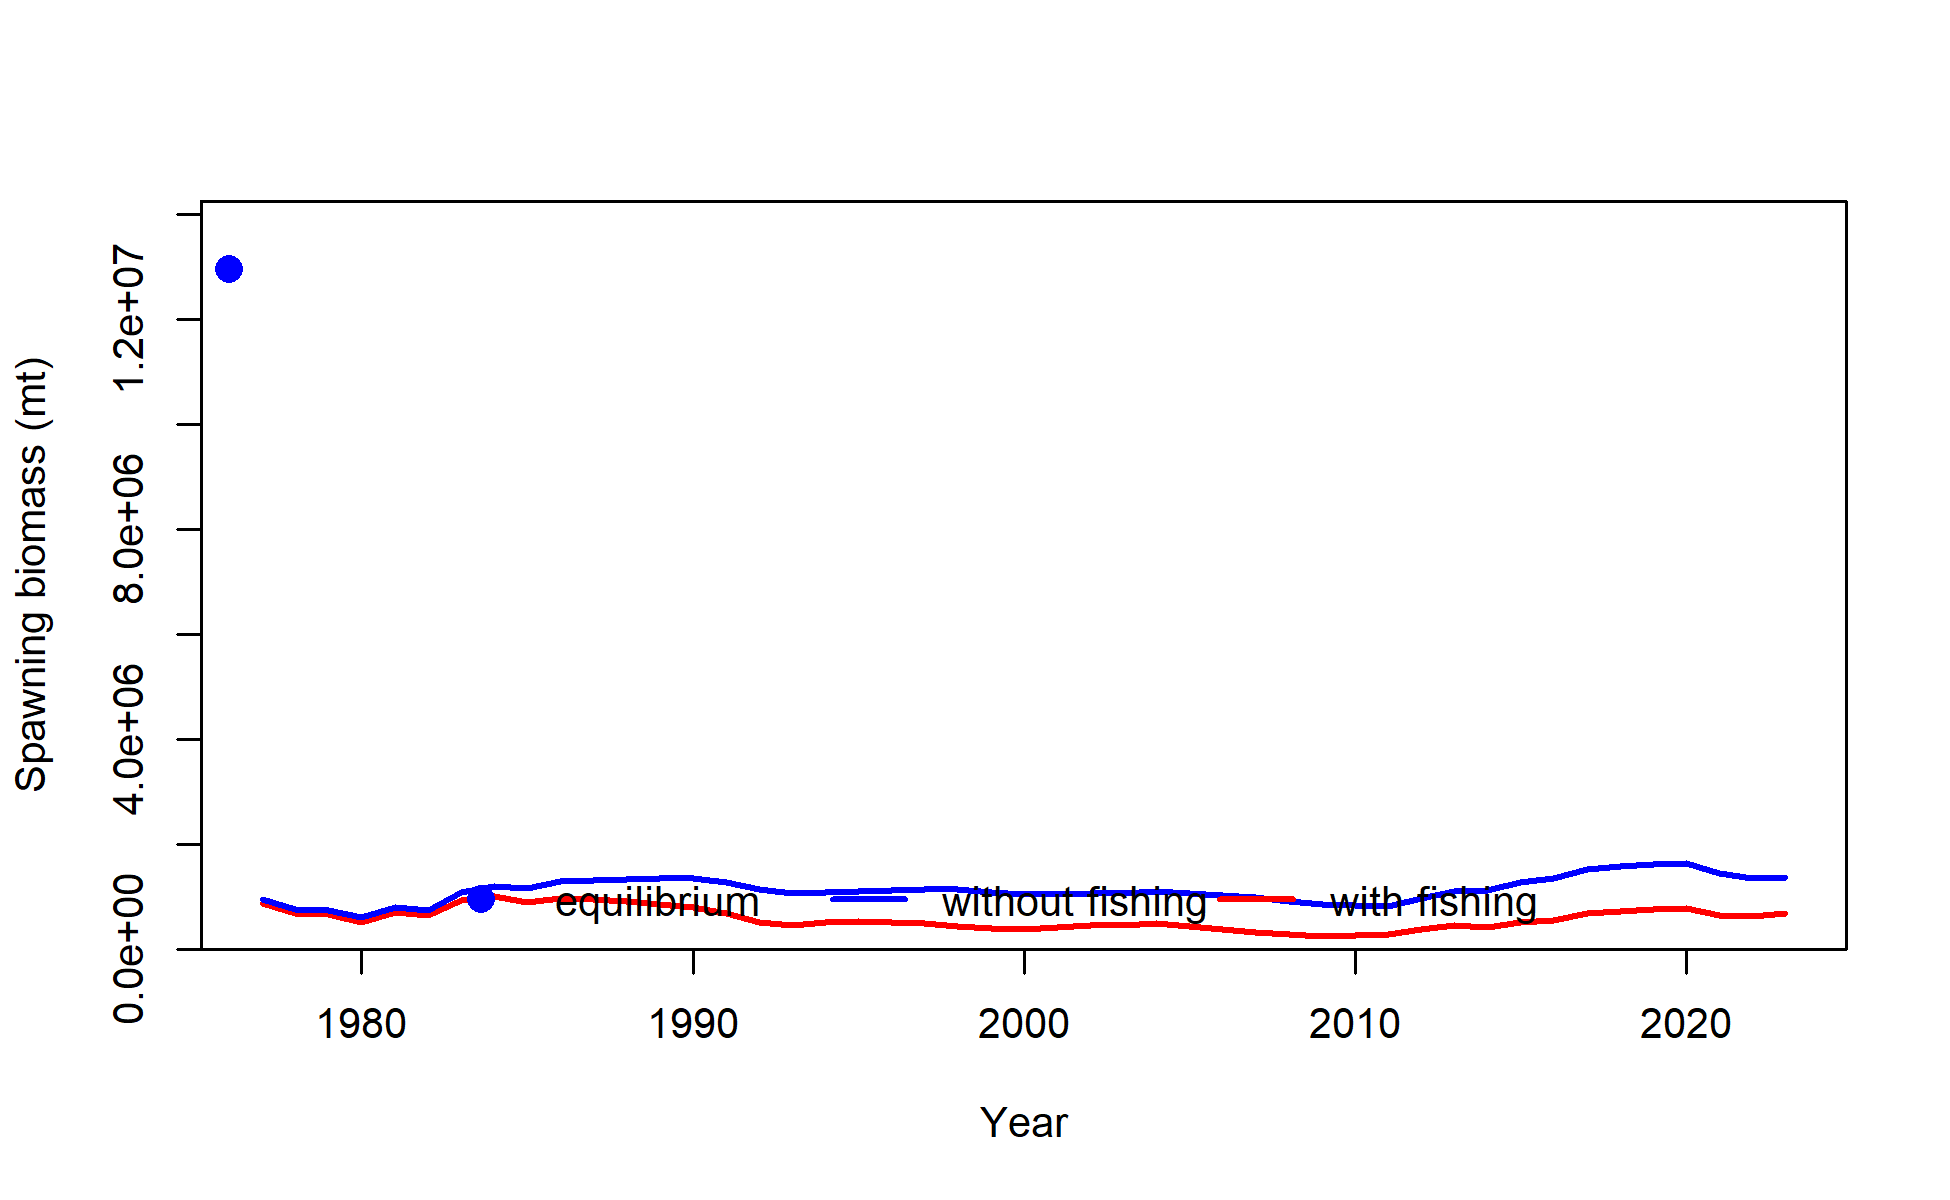 Spawning biomass (mt)
1.2e+07
8.0e+06
4.0e+06
0.0e+00
equilibrium without fishing with fishing
1980 1990 2000 2010 2020
Year